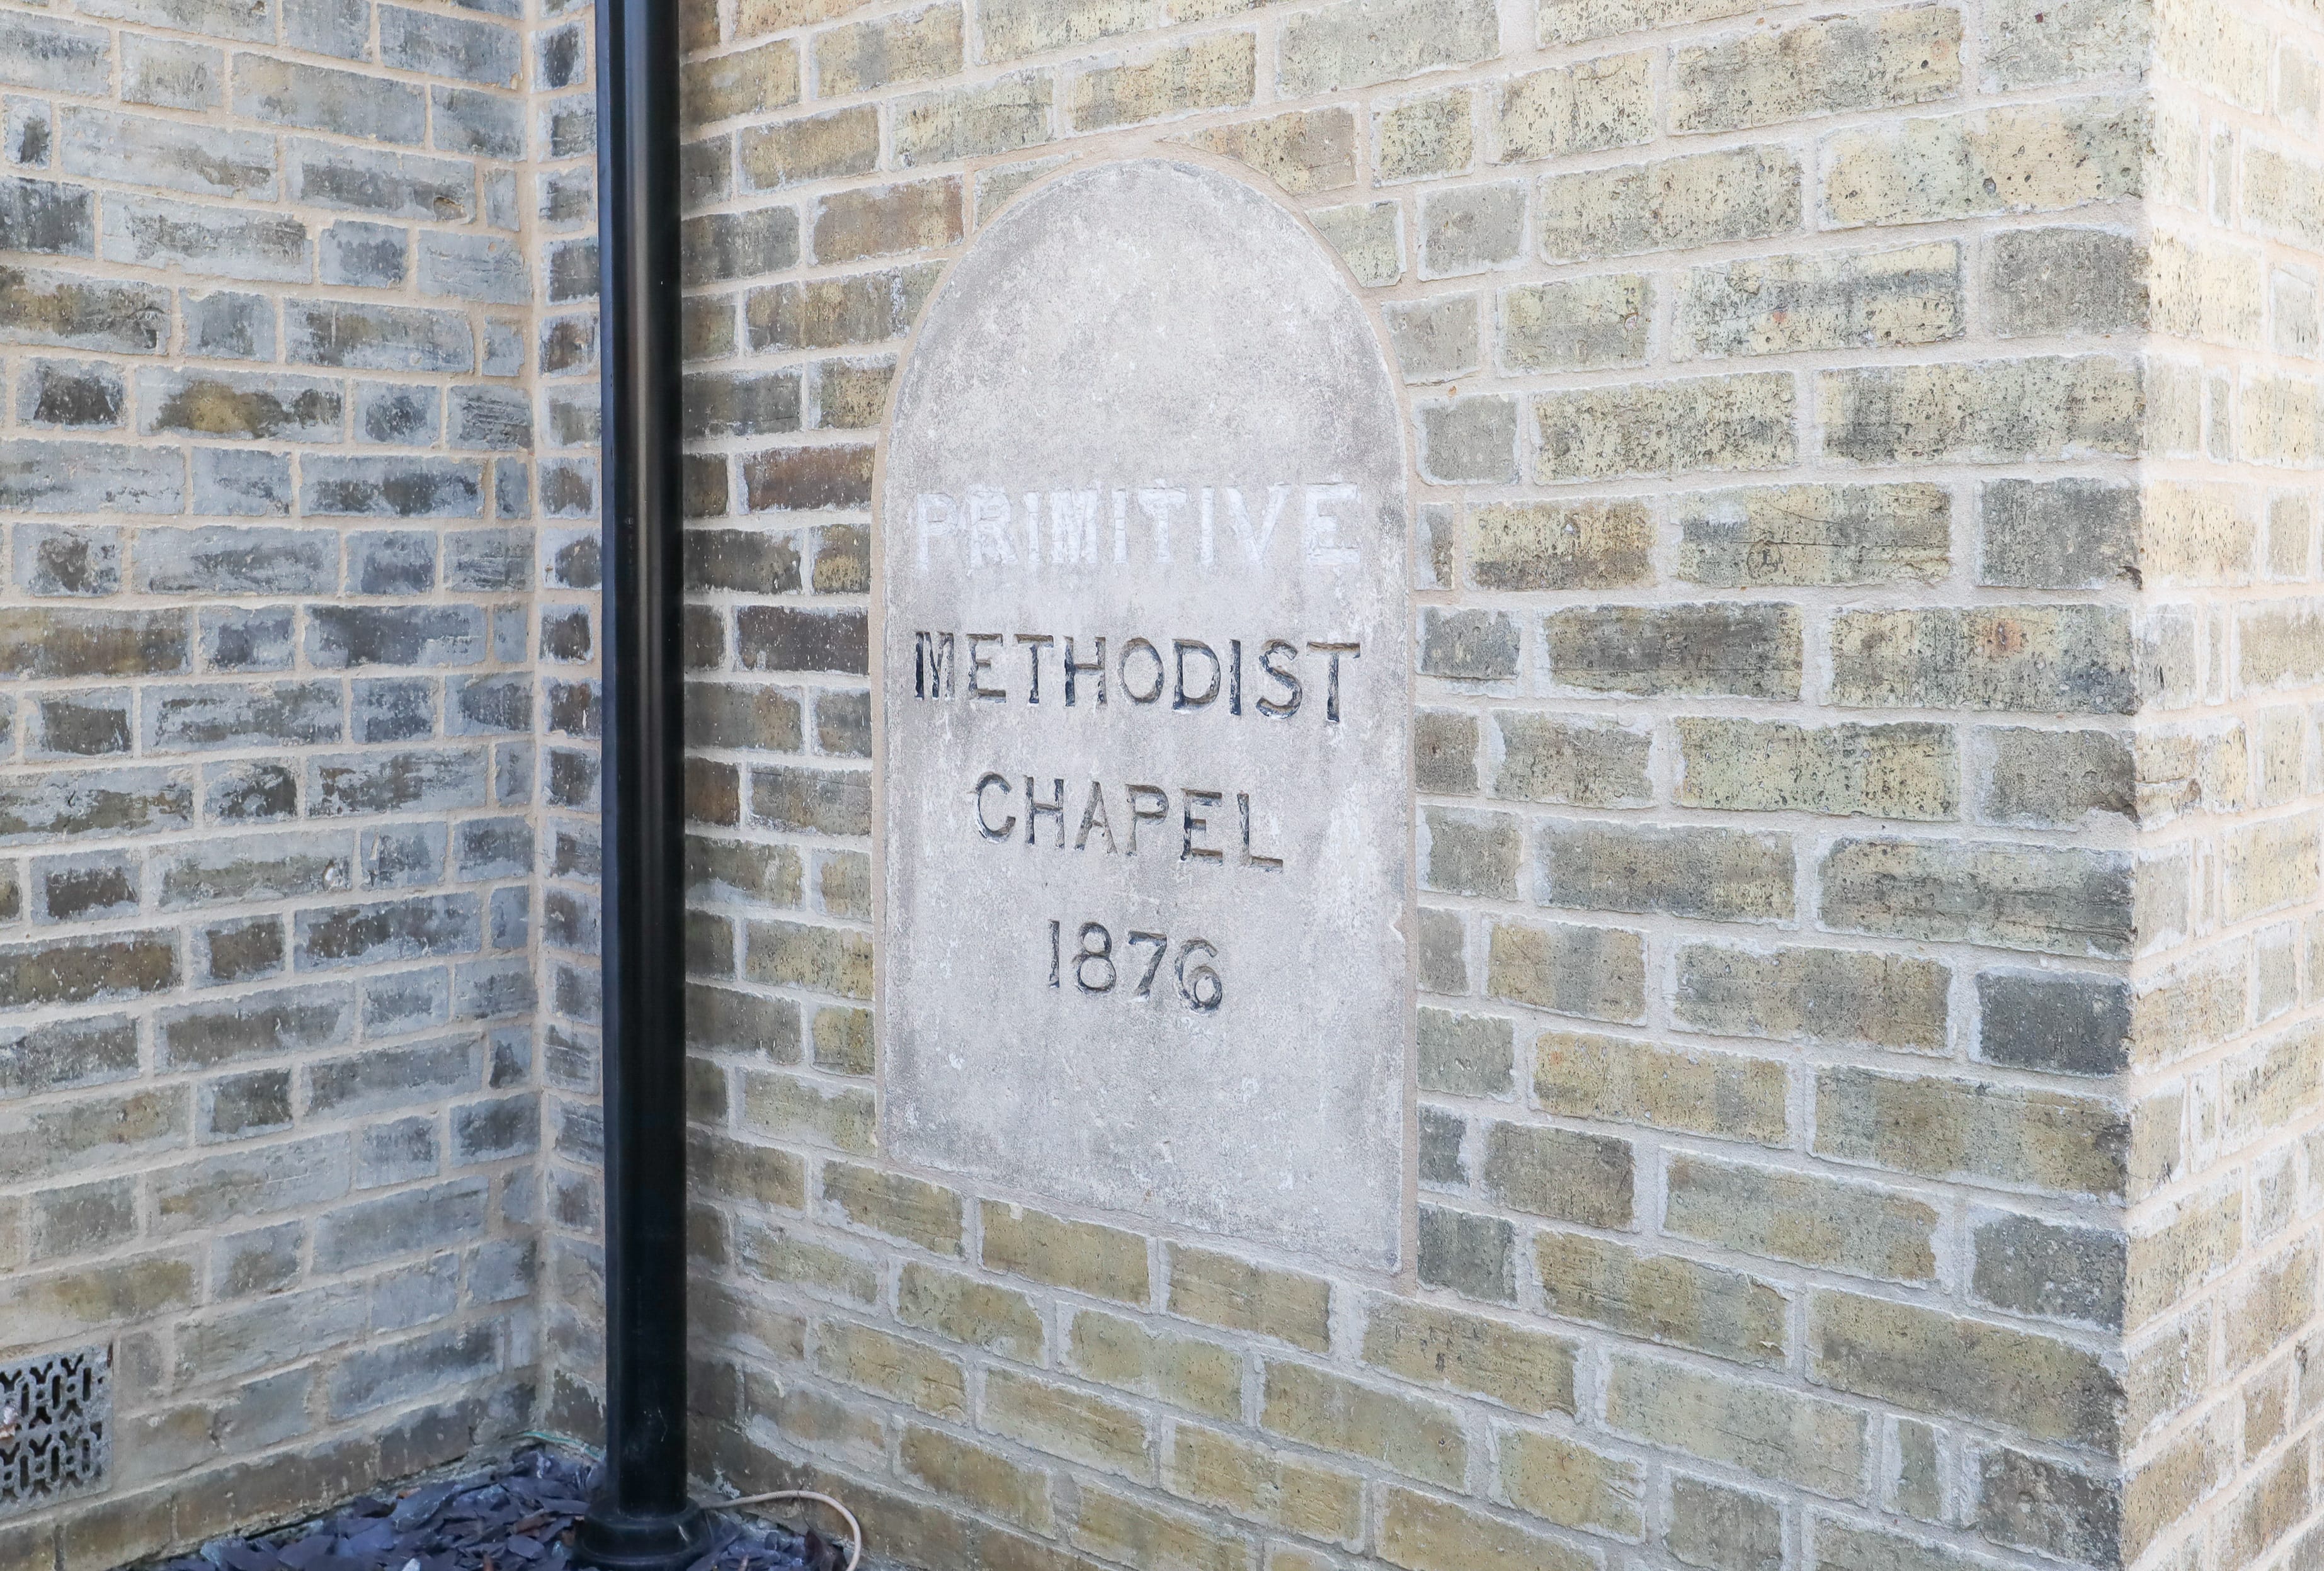 PRIMITIVE
METHODIST
CHAPEL
1876